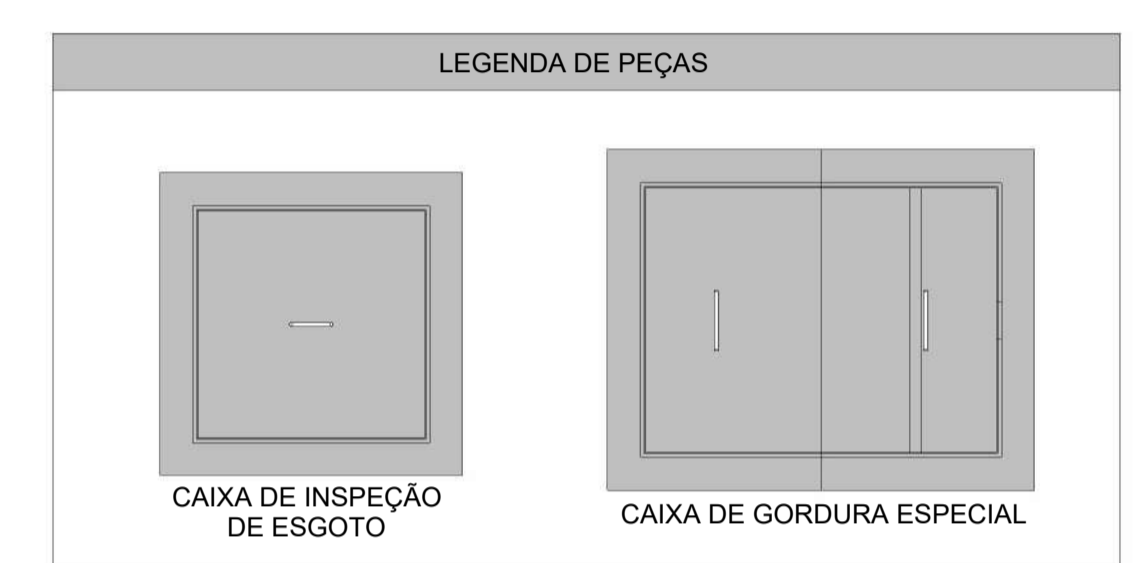 LEGENDA DE PEÇAS
CAIXA DE INSPEÇÃO
DE ESGOTO
CAIXA DE GORDURA ESPECIAL